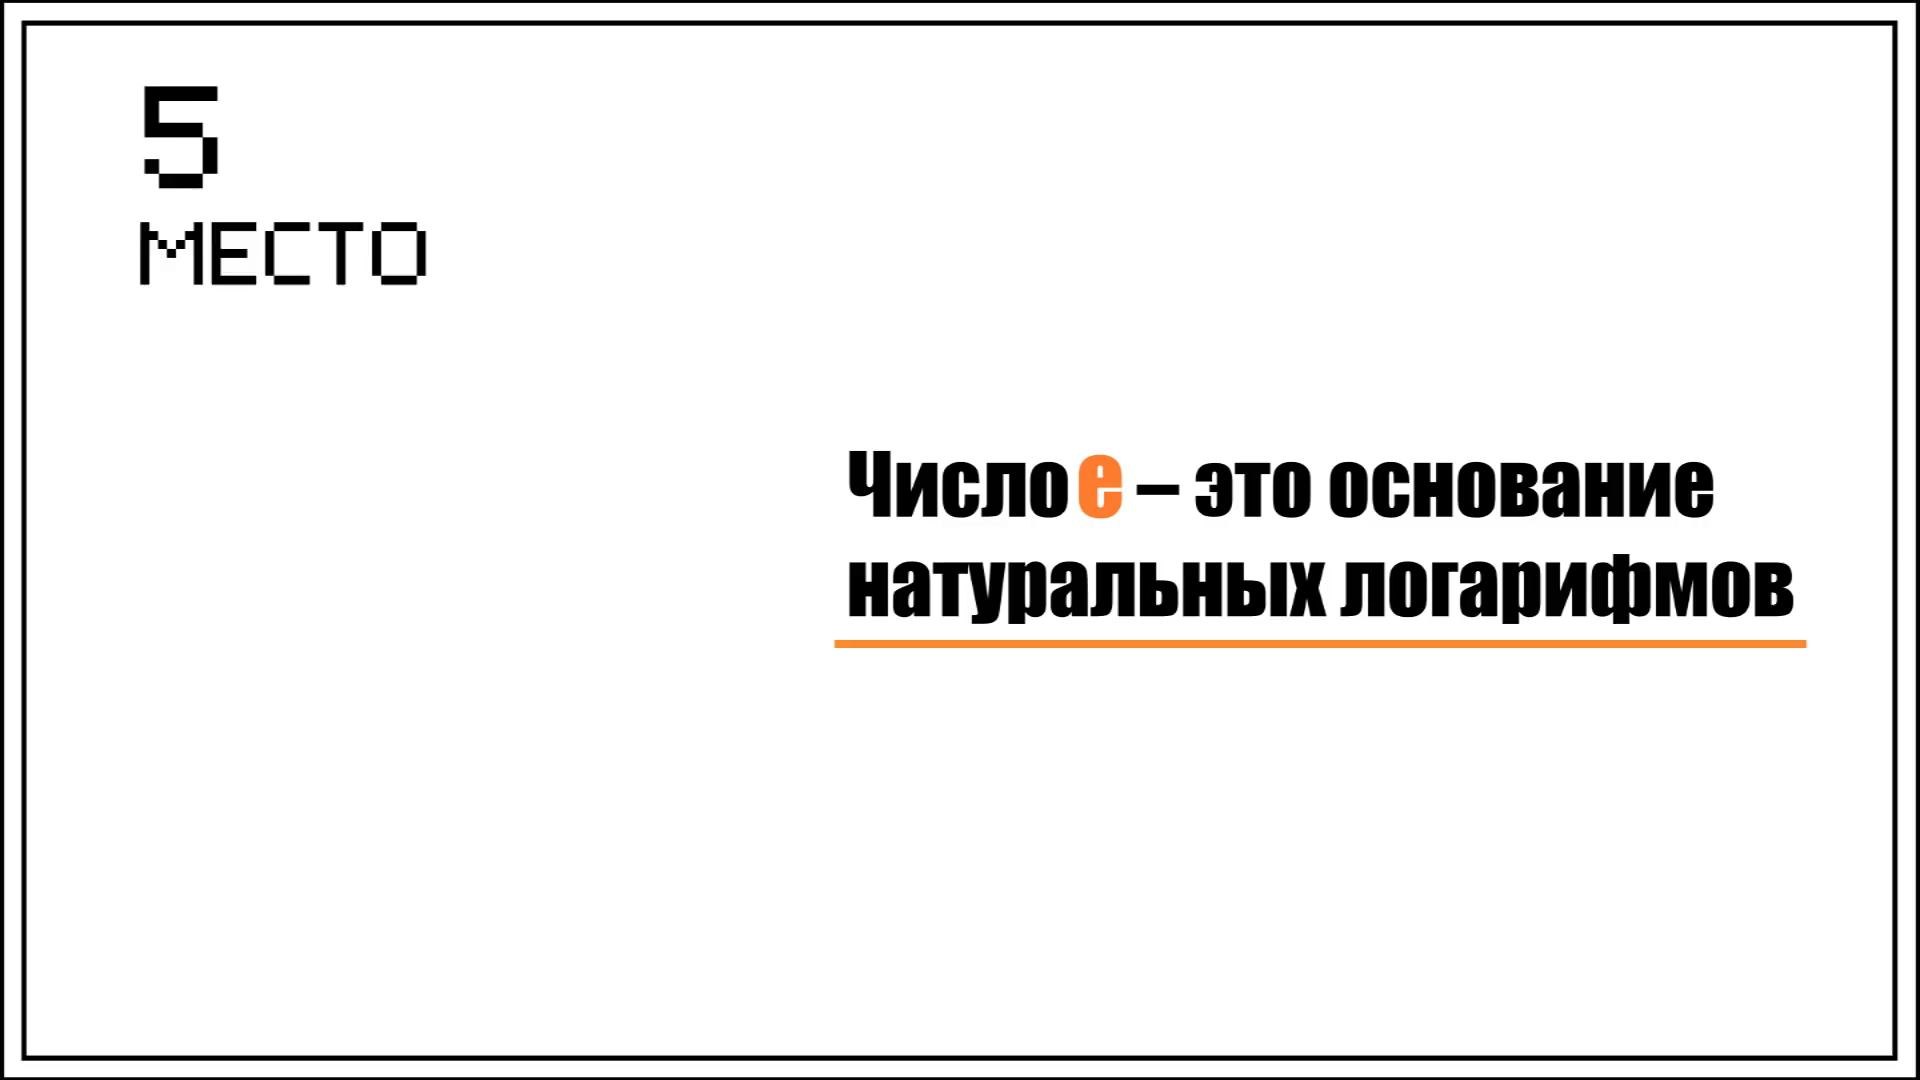 5
МЕСТО
Число e – это основание
натуральных логарифмов